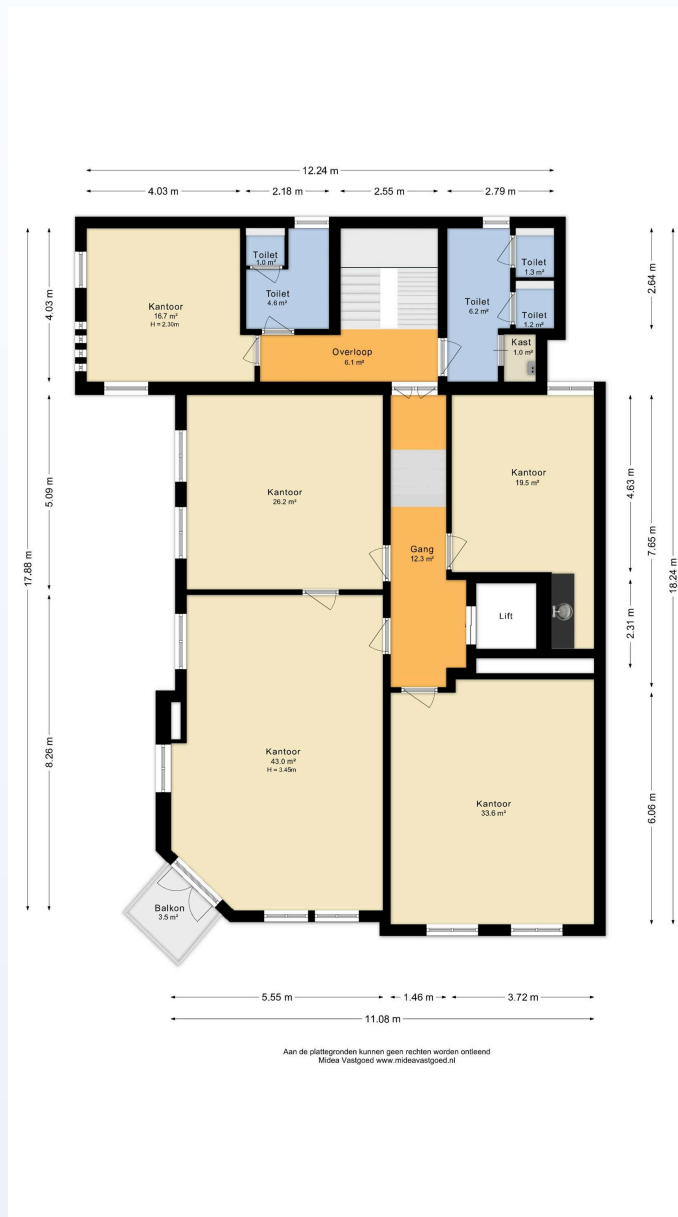 12.24 m
4.03 m
2.18 m
2.55 m
2.79 m
4.03 m
5.09 m
17.88 m
8.26 m
2.64 m
4.63 m
7.65 m
18.24 m
2.31 m
6.06 m
Kantoor
16.7 m²
H = 2.30m
Toilet
1.0 m²
Toilet
4.6 m²
Overloop
6.1 m²
Toilet
6.2 m²
Toilet
1.3 m²
Toilet
1.2 m²
Kast
1.0 m²
Kantoor
26.2 m²
Kantoor
19.5 m²
Gang
12.3 m²
Lift
Kantoor
43.0 m²
H = 3.45m
Kantoor
33.6 m²
Balkon
3.5 m²
5.55 m
1.46 m
3.72 m
11.08 m
Aan de plattegronden kunnen geen rechten worden ontleend
Midea Vastgoed www.mideavastgoed.nl